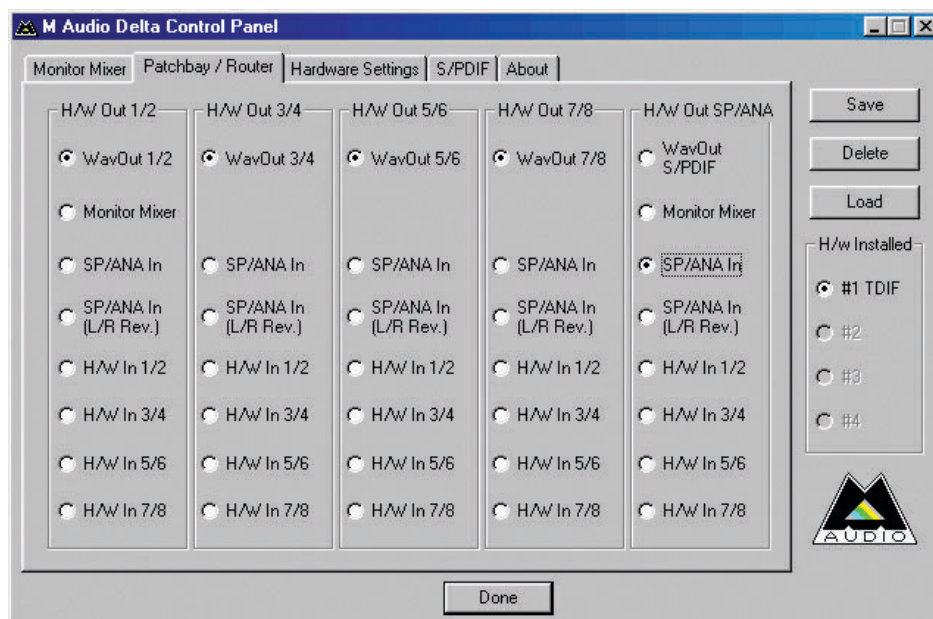 M Audio Delta Control Panel
Monitor Mixer
Patchbay / Router
Hardware Settings
S/PDIF
About
H/W Out 1/2
WavOut 1/2
Monitor Mixer
SP/ANA In
SP/ANA In
(L/R Rev.)
H/W In 1/2
H/W In 3/4
H/W In 5/6
H/W In 7/8
H/W Out 3/4
WavOut 3/4
SP/ANA In
SP/ANA In
(L/R Rev.)
H/W In 1/2
H/W In 3/4
H/W In 5/6
H/W In 7/8
H/W Out 5/6
WavOut 5/6
SP/ANA In
SP/ANA In
(L/R Rev.)
H/W In 1/2
H/W In 3/4
H/W In 5/6
H/W In 7/8
H/W Out 7/8
WavOut 7/8
SP/ANA In
SP/ANA In
(L/R Rev.)
H/W In 1/2
H/W In 3/4
H/W In 5/6
H/W In 7/8
H/W Out SP/ANA
WavOut
S/PDIF
Monitor Mixer
SP/ANA In
SP/ANA In
(L/R Rev.)
H/W In 1/2
H/W In 3/4
H/W In 5/6
H/W In 7/8
Save
Delete
Load
H/w Installed
#1 TDIF
#2
#3
#4
AUDIO
Done